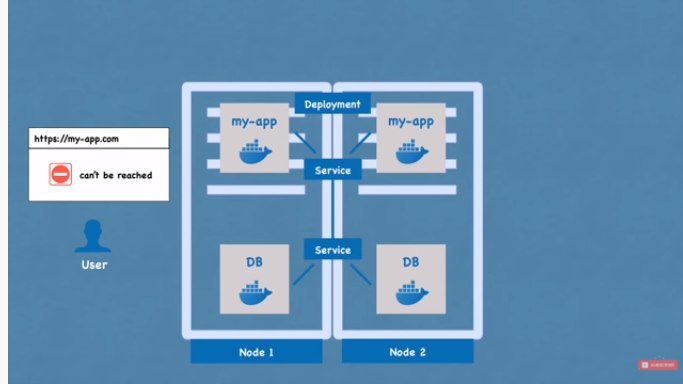 https://my-app.com
can't be reached
User
Deployment
my-app
my-app
Service
Service
DB
DB
Node 1
Node 2
SUBSCRIBE